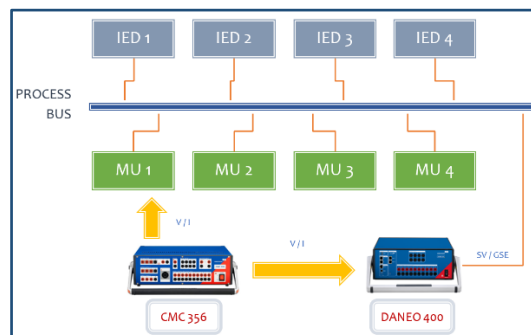 IED 1
IED 2
IED 3
IED 4
PROCESS
BUS
MU 1
MU 2
MU 3
MU 4
V / I
V / I
SV / GSE
CMC 356
DANEO 400